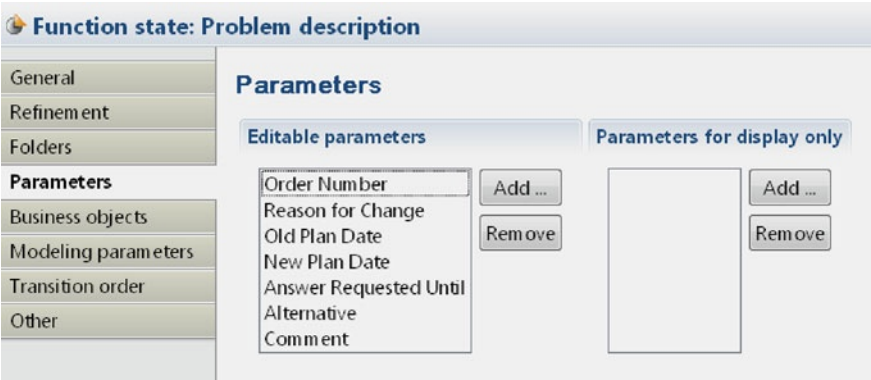 Function state: Problem description
General
Refinement
Folders
Parameters
Business objects
Modeling parameters
Transition order
Other
Parameters
Editable parameters
Order Number
Reason for Change
Old Plan Date
New Plan Date
Answer Requested Until
Alternative
Comment
Add ...
Remove
Parameters for display only
Add ...
Remove